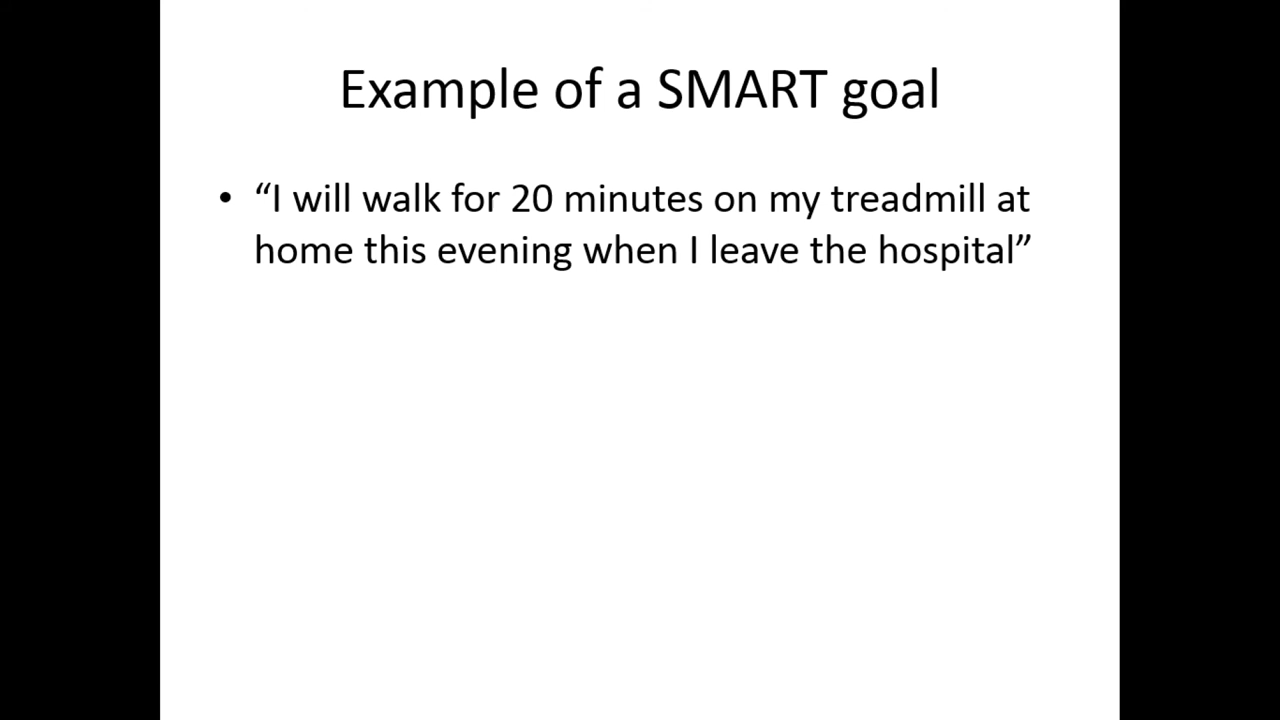 Example of a SMART goal
• “I will walk for 20 minutes on my treadmill at
home this evening when I leave the hospital”